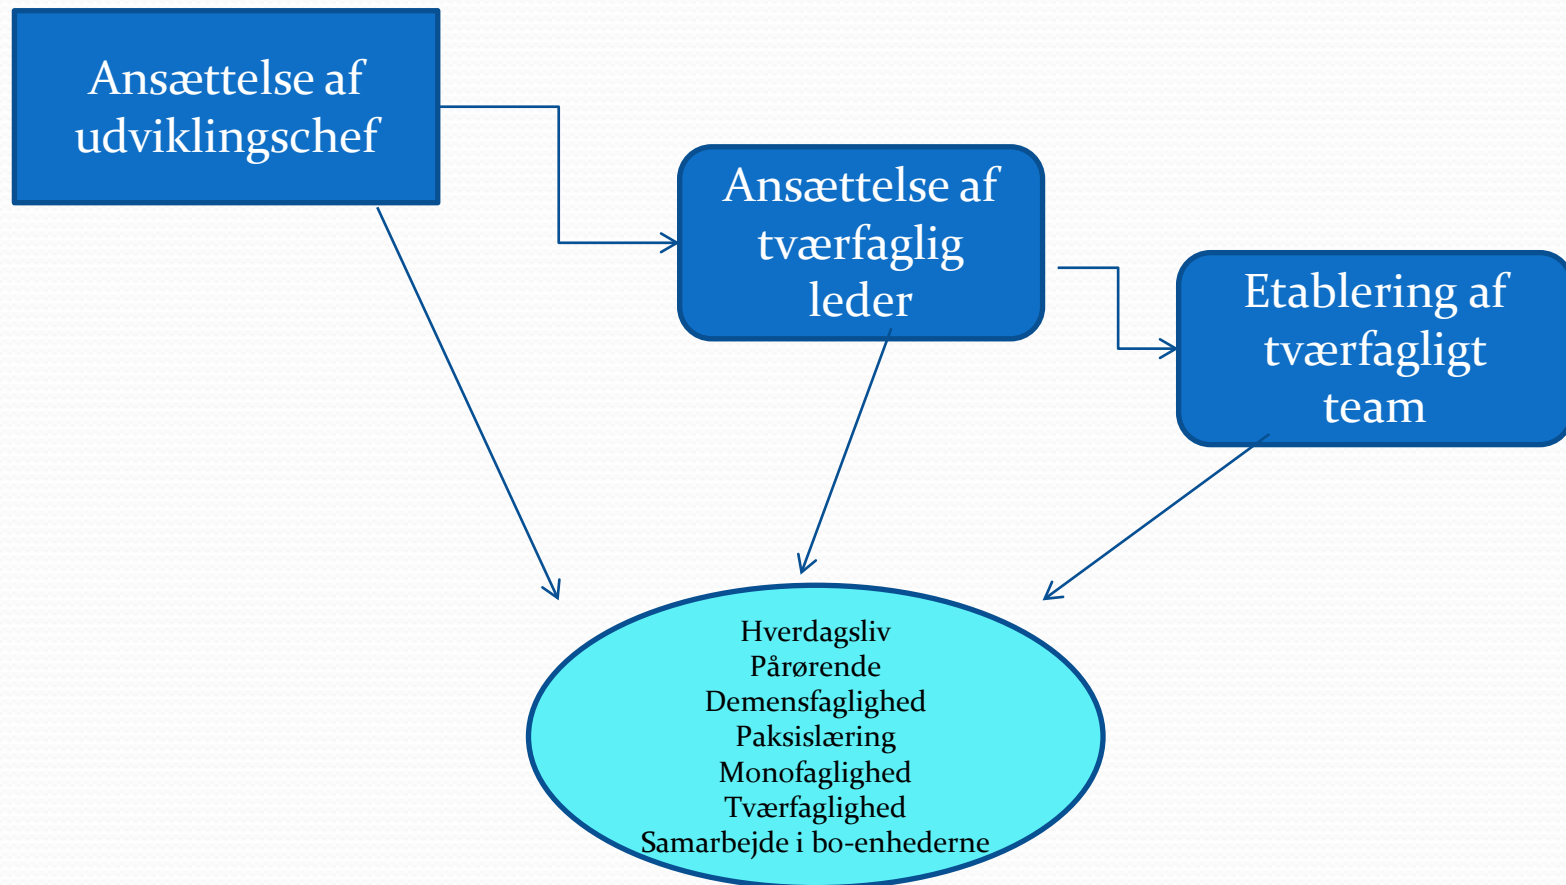 Ansættelse af
udviklingschef
Ansættelse af
tværfaglig
leder
Etablering af
tværfagligt
team
Hverdagsliv
Pårørende
Demensfaglighed
Paksislæring
Monofaglighed
Tværfaglighed
Samarbejde i bo-enhederne